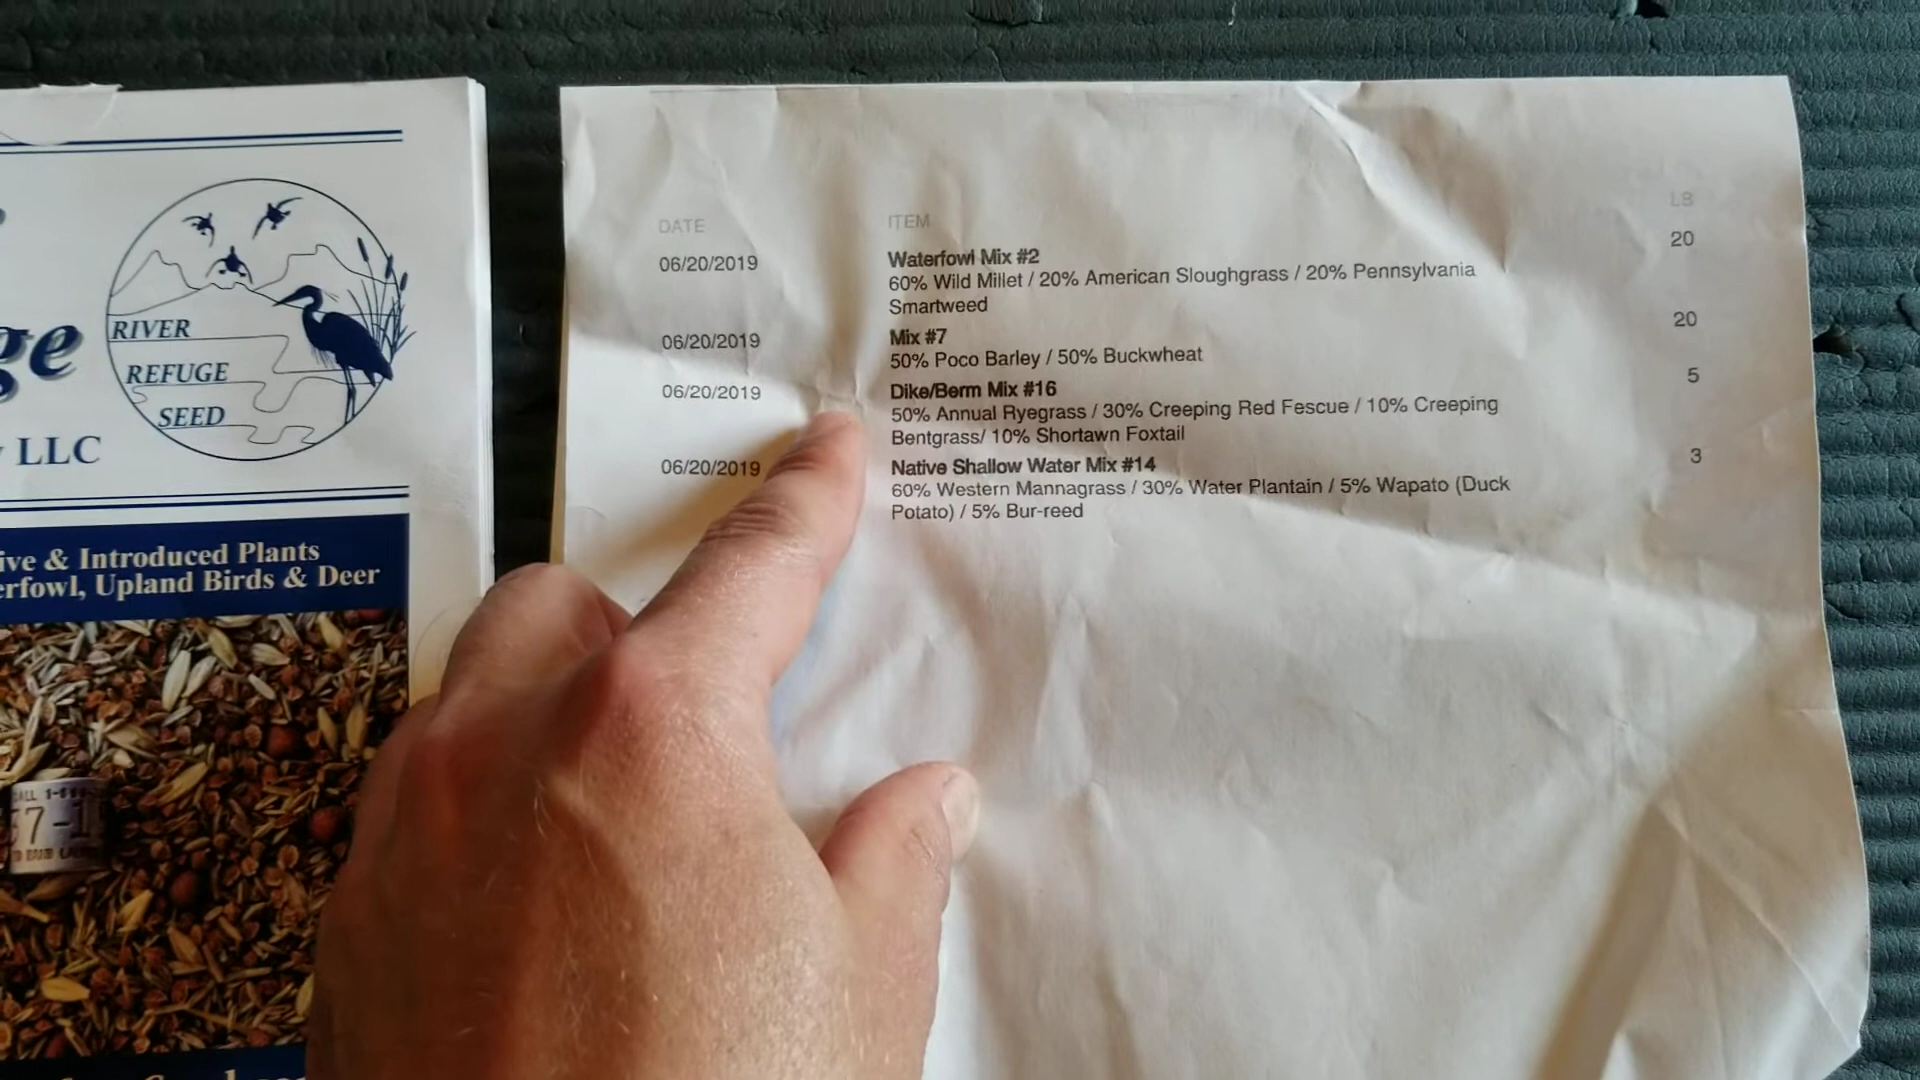 ge
RIVER
REFUGE
SEED
LLC
ive & Introduced Plants
erfowl, Upland Birds & Deer
DATE ITEM LB
06/20/2019 Waterfowl Mix #2 20
60% Wild Millet / 20% American Sloughgrass / 20% Pennsylvania
Smartweed
06/20/2019 Mix #7 20
50% Poco Barley / 50% Buckwheat
06/20/2019 Dike/Berm Mix #16 5
50% Annual Ryegrass / 30% Creeping Red Fescue / 10% Creeping
Bentgrass/ 10% Shortawn Foxtail
06/20/2019 Native Shallow Water Mix #14 3
60% Western Mannagrass / 30% Water Plantain / 5% Wapato (Duck
Potato) / 5% Bur-reed